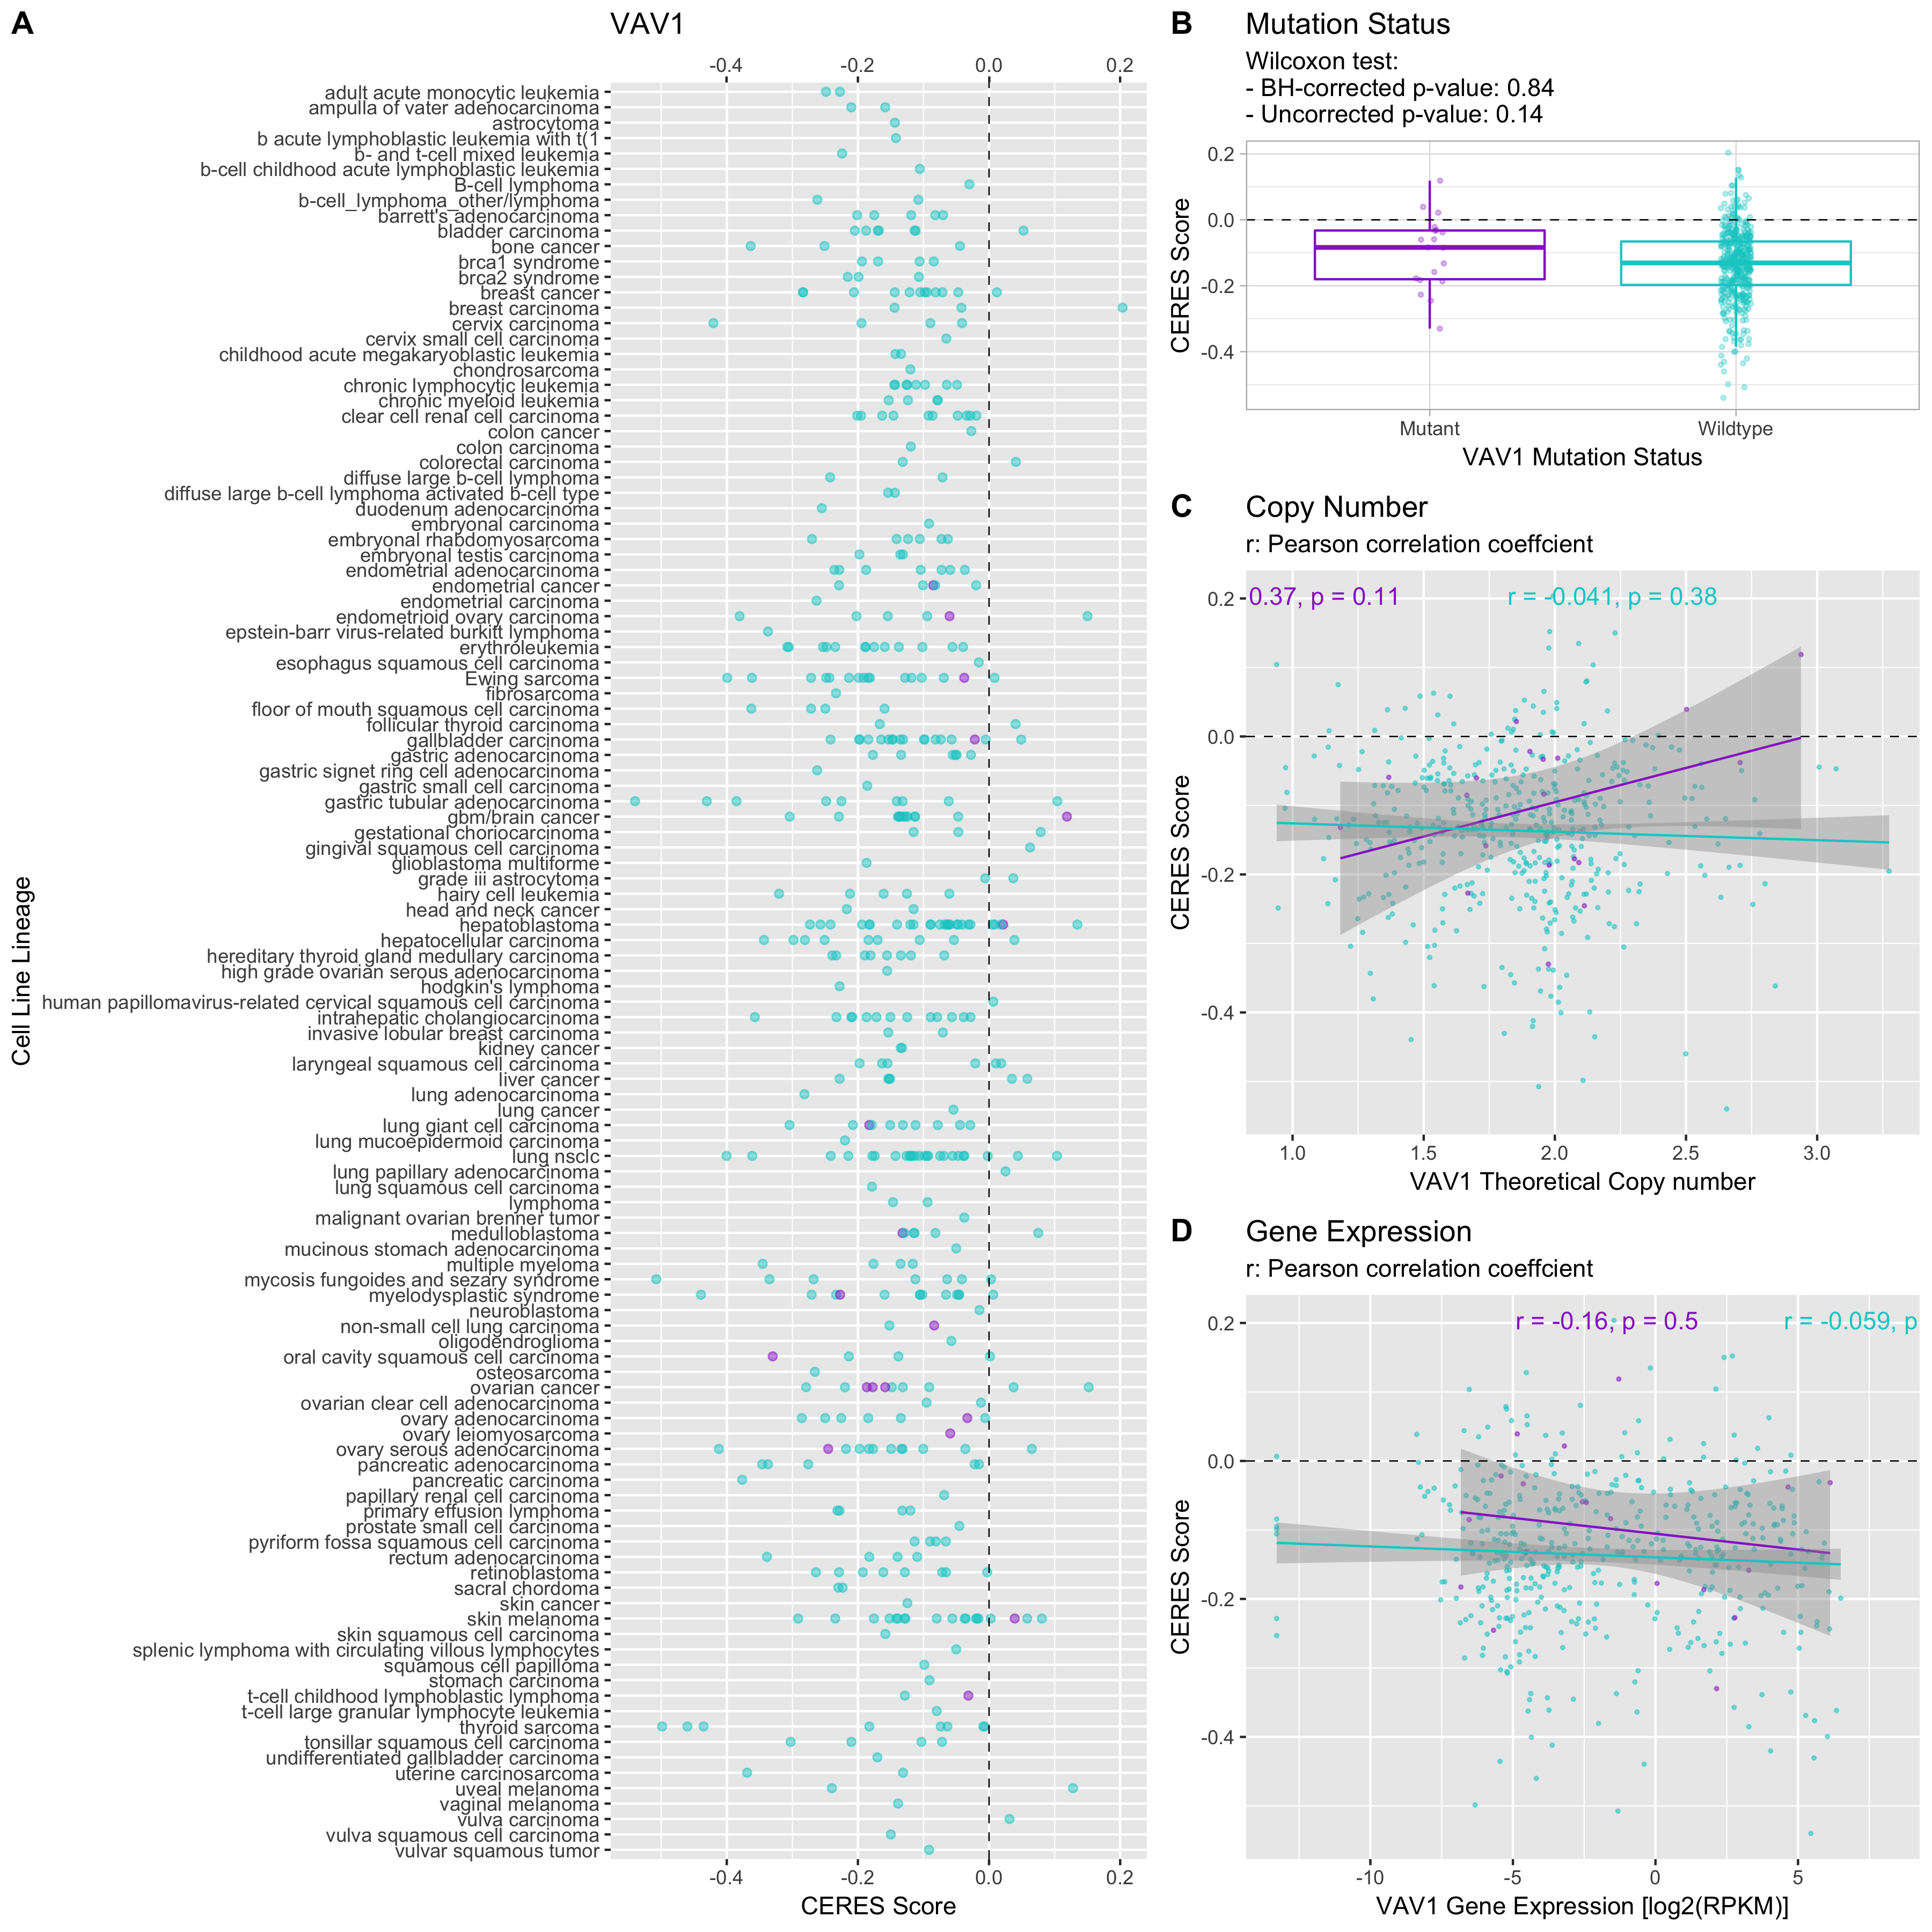 A
VAV1
-0.4 -0.2 0.0 0.2
Cell Line Lineage
adult acute monocytic leukemia
ampulla of vater adenocarcinoma
astrocytoma
b acute lymphoblastic leukemia with t(1
b- and t-cell mixed leukemia
b-cell childhood acute lymphoblastic leukemia
B-cell lymphoma
b-cell_lymphoma_other/lymphoma
barrett's adenocarcinoma
bladder carcinoma
bone cancer
brca1 syndrome
brca2 syndrome
breast cancer
breast carcinoma
cervix carcinoma
cervix small cell carcinoma
childhood acute megakaryoblastic leukemia
chondrosarcoma
chronic lymphocytic leukemia
chronic myeloid leukemia
clear cell renal cell carcinoma
colon cancer
colon carcinoma
colorectal carcinoma
diffuse large b-cell lymphoma
diffuse large b-cell lymphoma activated b-cell type
duodenum adenocarcinoma
embryonal carcinoma
embryonal rhabdomyosarcoma
embryonal testis carcinoma
endometrial adenocarcinoma
endometrial cancer
endometrial carcinoma
endometrioid ovary carcinoma
epstein-barr virus-related burkitt lymphoma
erythroleukemia
esophagus squamous cell carcinoma
Ewing sarcoma
fibrosarcoma
floor of mouth squamous cell carcinoma
follicular thyroid carcinoma
gallbladder carcinoma
gastric adenocarcinoma
gastric signet ring cell adenocarcinoma
gastric small cell carcinoma
gastric tubular adenocarcinoma
gbm/brain cancer
gestational choriocarcinoma
gingival squamous cell carcinoma
glioblastoma multiforme
grade iii astrocytoma
hairy cell leukemia
head and neck cancer
hepatoblastoma
hepatocellular carcinoma
hereditary thyroid gland medullary carcinoma
high grade ovarian serous adenocarcinoma
hodgkin's lymphoma
human papillomavirus-related cervical squamous cell carcinoma
intrahepatic cholangiocarcinoma
invasive lobular breast carcinoma
kidney cancer
laryngeal squamous cell carcinoma
liver cancer
lung adenocarcinoma
lung cancer
lung giant cell carcinoma
lung mucoepidermoid carcinoma
lung nsclc
lung papillary adenocarcinoma
lung squamous cell carcinoma
lymphoma
malignant ovarian brenner tumor
medulloblastoma
mucinous stomach adenocarcinoma
multiple myeloma
mycosis fungoides and sezary syndrome
myelodysplastic syndrome
neuroblastoma
non-small cell lung carcinoma
oligodendroglioma
oral cavity squamous cell carcinoma
osteosarcoma
ovarian cancer
ovarian clear cell adenocarcinoma
ovary adenocarcinoma
ovary leiomyosarcoma
ovary serous adenocarcinoma
pancreatic adenocarcinoma
pancreatic carcinoma
papillary renal cell carcinoma
primary effusion lymphoma
prostate small cell carcinoma
pyriform fossa squamous cell carcinoma
rectum adenocarcinoma
retinoblastoma
sacral chordoma
skin cancer
skin melanoma
skin squamous cell carcinoma
splenic lymphoma with circulating villous lymphocytes
squamous cell papilloma
stomach carcinoma
t-cell childhood lymphoblastic lymphoma
t-cell large granular lymphocyte leukemia
thyroid sarcoma
tonsillar squamous cell carcinoma
undifferentiated gallbladder carcinoma
uterine carcinosarcoma
uveal melanoma
vaginal melanoma
vulva carcinoma
vulva squamous cell carcinoma
vulvar squamous tumor
-0.4 -0.2 0.0 0.2
CERES Score
B
Mutation Status
Wilcoxon test:
- BH-corrected p-value: 0.84
- Uncorrected p-value: 0.14
CERES Score
0.2
0.0
-0.2
-0.4
Mutant Wildtype
VAV1 Mutation Status
C
Copy Number
r: Pearson correlation coeffcient
0.37, p = 0.11 r = -0.041, p = 0.38
CERES Score
0.2
0.0
-0.2
-0.4
1.0 1.5 2.0 2.5 3.0
VAV1 Theoretical Copy number
D
Gene Expression
r: Pearson correlation coeffcient
r = -0.16, p = 0.5 r = -0.059, p
CERES Score
0.2
0.0
-0.2
-0.4
-10 -5 0 5
VAV1 Gene Expression [log2(RPKM)]